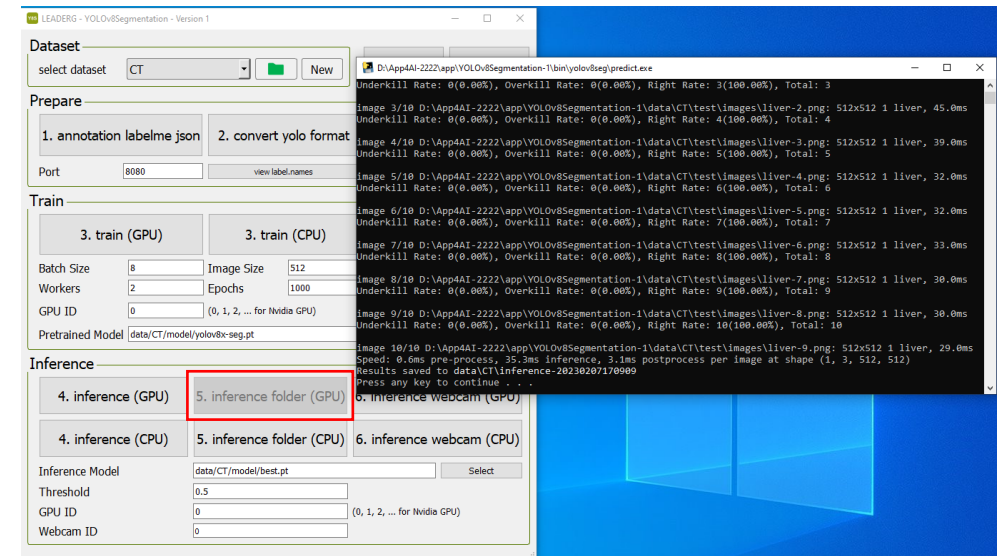 LEADERG - YOLOv8Segmentation - Version 1
Dataset
select dataset CT New
Prepare
1. annotation labelme json 2. convert yolo format
Port 8080 view label.names
Train
3. train (GPU) 3. train (CPU)
Batch Size 8 Image Size 512
Workers 2 Epochs 1000
GPU ID 0 (0, 1, 2, ... for Nvidia GPU)
Pretrained Model data/CT/model/yolov8x-seg.pt
Inference
4. inference (GPU) 5. inference folder (GPU) 6. inference webcam (GPU)
4. inference (CPU) 5. inference folder (CPU) 6. inference webcam (CPU)
Inference Model data/CT/model/best.pt Select
Threshold 0.5
GPU ID 0 (0, 1, 2, ... for Nvidia GPU)
Webcam ID 0
D:\App4AI-2222\app\YOLOv8Segmentation-1\bin\yolov8seg\predict.exe
Underkill Rate: 0(0.00%), Overkill Rate: 0(0.00%), Right Rate: 3(100.00%), Total: 3
image 3/10 D:\App4AI-2222\app\YOLOv8Segmentation-1\data\CT\test\images\liver-2.png: 512x512 1 liver, 45.0ms
Underkill Rate: 0(0.00%), Overkill Rate: 0(0.00%), Right Rate: 4(100.00%), Total: 4
image 4/10 D:\App4AI-2222\app\YOLOv8Segmentation-1\data\CT\test\images\liver-3.png: 512x512 1 liver, 39.0ms
Underkill Rate: 0(0.00%), Overkill Rate: 0(0.00%), Right Rate: 5(100.00%), Total: 5
image 5/10 D:\App4AI-2222\app\YOLOv8Segmentation-1\data\CT\test\images\liver-4.png: 512x512 1 liver, 32.0ms
Underkill Rate: 0(0.00%), Overkill Rate: 0(0.00%), Right Rate: 6(100.00%), Total: 6
image 6/10 D:\App4AI-2222\app\YOLOv8Segmentation-1\data\CT\test\images\liver-5.png: 512x512 1 liver, 32.0ms
Underkill Rate: 0(0.00%), Overkill Rate: 0(0.00%), Right Rate: 7(100.00%), Total: 7
image 7/10 D:\App4AI-2222\app\YOLOv8Segmentation-1\data\CT\test\images\liver-6.png: 512x512 1 liver, 33.0ms
Underkill Rate: 0(0.00%), Overkill Rate: 0(0.00%), Right Rate: 8(100.00%), Total: 8
image 8/10 D:\App4AI-2222\app\YOLOv8Segmentation-1\data\CT\test\images\liver-7.png: 512x512 1 liver, 30.0ms
Underkill Rate: 0(0.00%), Overkill Rate: 0(0.00%), Right Rate: 9(100.00%), Total: 9
image 9/10 D:\App4AI-2222\app\YOLOv8Segmentation-1\data\CT\test\images\liver-8.png: 512x512 1 liver, 30.0ms
Underkill Rate: 0(0.00%), Overkill Rate: 0(0.00%), Right Rate: 10(100.00%), Total: 10
image 10/10 D:\App4AI-2222\app\YOLOv8Segmentation-1\data\CT\test\images\liver-9.png: 512x512 1 liver, 29.0ms
Speed: 0.6ms pre-process, 35.3ms inference, 3.1ms postprocess per image at shape (1, 3, 512, 512)
Results saved to data\CT\inference-20230207170909
Press any key to continue . . .